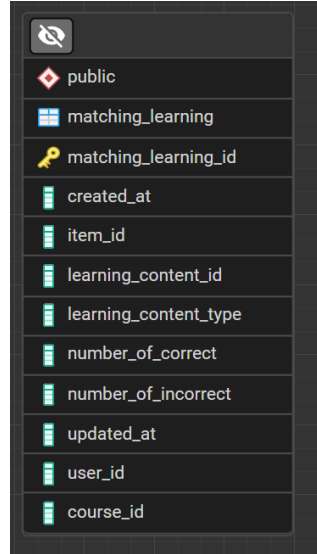 public
matching_learning
matching_learning_id
created_at
item_id
learning_content_id
learning_content_type
number_of_correct
number_of_incorrect
updated_at
user_id
course_id